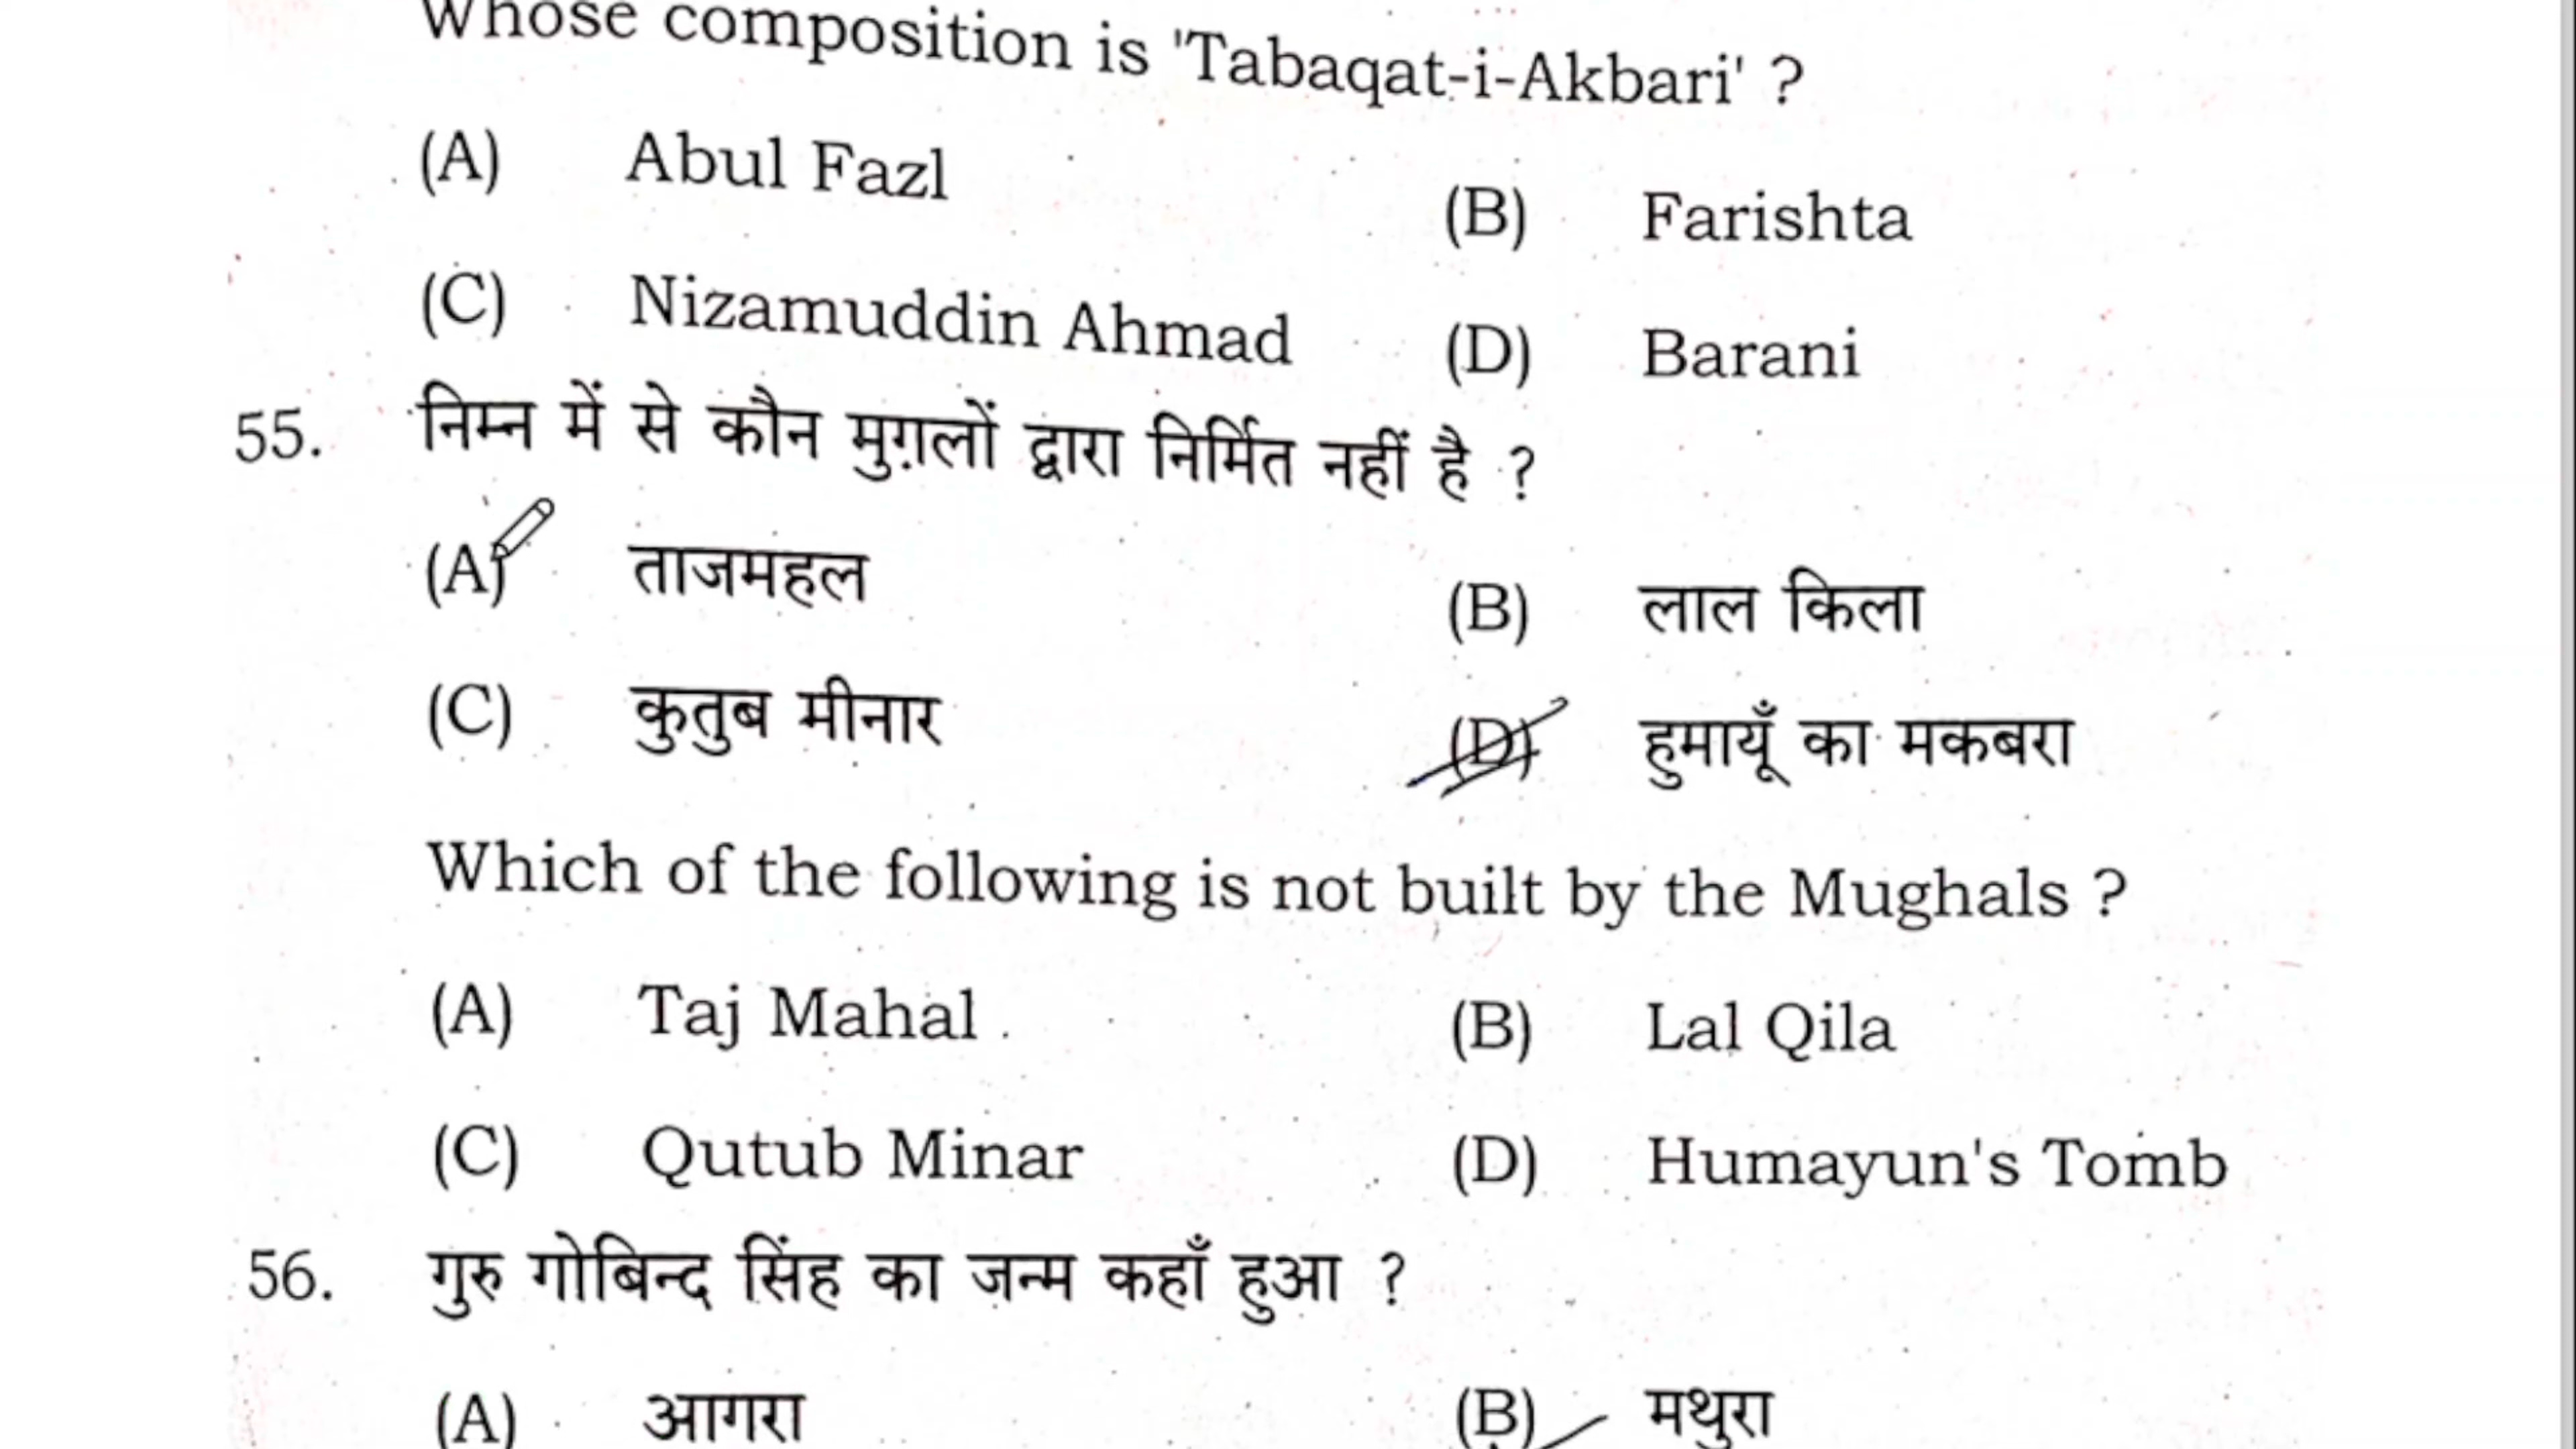 Whose composition is 'Tabaqat-i-Akbari' ?
(A) Abul Fazl (B) Farishta
(C) Nizamuddin Ahmad (D) Barani
55. निम्न में से कौन मुग़लों द्वारा निर्मित नहीं है ?
(A) ताजमहल (B) लाल किला
(C) कुतुब मीनार (D) हुमायूँ का मकबरा
Which of the following is not built by the Mughals ?
(A) Taj Mahal (B) Lal Qila
(C) Qutub Minar (D) Humayun's Tomb
56. गुरु गोबिन्द सिंह का जन्म कहाँ हुआ ?
(A) आगरा (B) मथुरा